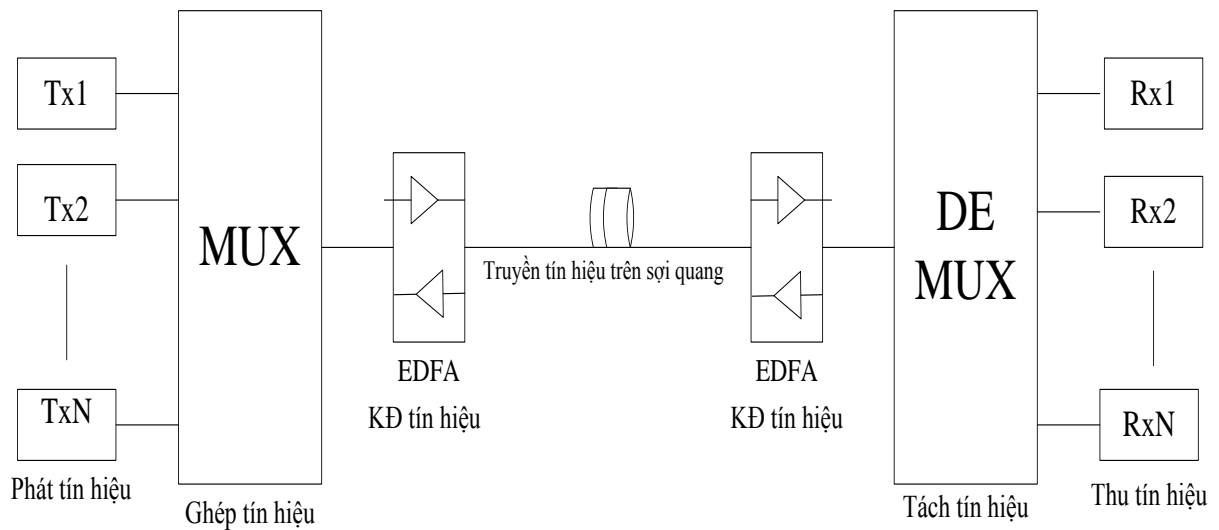 Tx1
Tx2
TxN
Phát tín hiệu
MUX
Ghép tín hiệu
EDFA
KĐ tín hiệu
Truyền tín hiệu trên sợi quang
EDFA
KĐ tín hiệu
DE
MUX
Tách tín hiệu
Rx1
Rx2
RxN
Thu tín hiệu